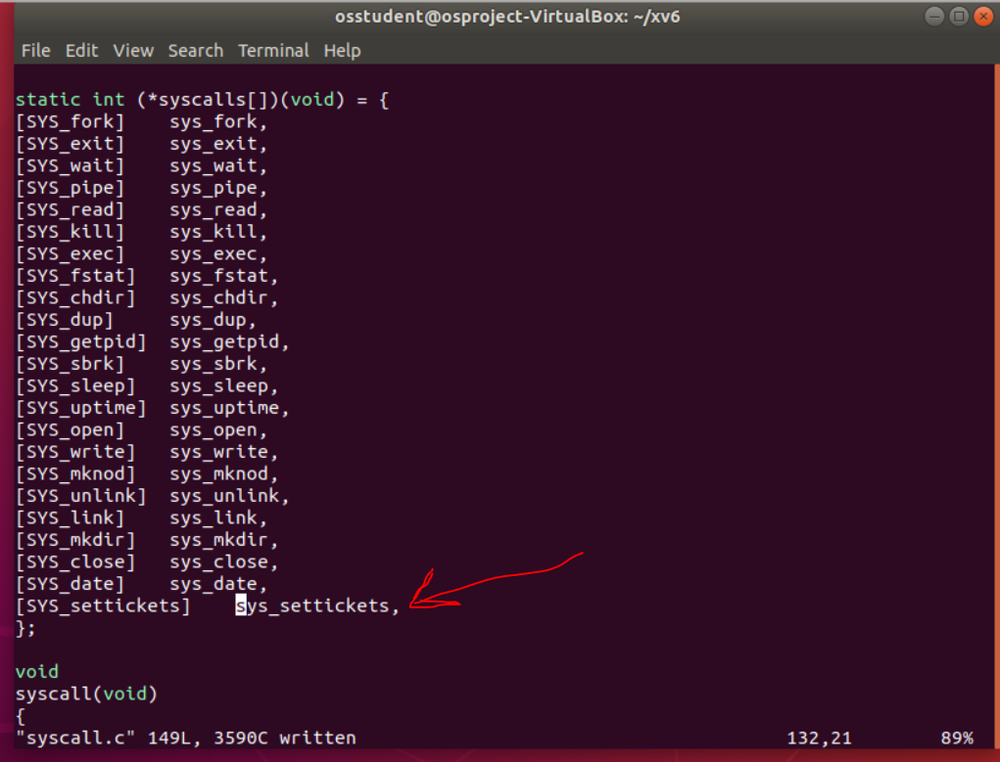 osstudent@osproject-VirtualBox: ~/xv6
File Edit View Search Terminal Help
static int (*syscalls[])(void) = {
[SYS_fork]    sys_fork,
[SYS_exit]    sys_exit,
[SYS_wait]    sys_wait,
[SYS_pipe]    sys_pipe,
[SYS_read]    sys_read,
[SYS_kill]    sys_kill,
[SYS_exec]    sys_exec,
[SYS_fstat]   sys_fstat,
[SYS_chdir]   sys_chdir,
[SYS_dup]     sys_dup,
[SYS_getpid]  sys_getpid,
[SYS_sbrk]    sys_sbrk,
[SYS_sleep]   sys_sleep,
[SYS_uptime]  sys_uptime,
[SYS_open]    sys_open,
[SYS_write]   sys_write,
[SYS_mknod]   sys_mknod,
[SYS_unlink]  sys_unlink,
[SYS_link]    sys_link,
[SYS_mkdir]   sys_mkdir,
[SYS_close]   sys_close,
[SYS_date]    sys_date,
[SYS_settickets]    sys_settickets,
};
void
syscall(void)
{
"syscall.c" 149L, 3590C written 132,21 89%